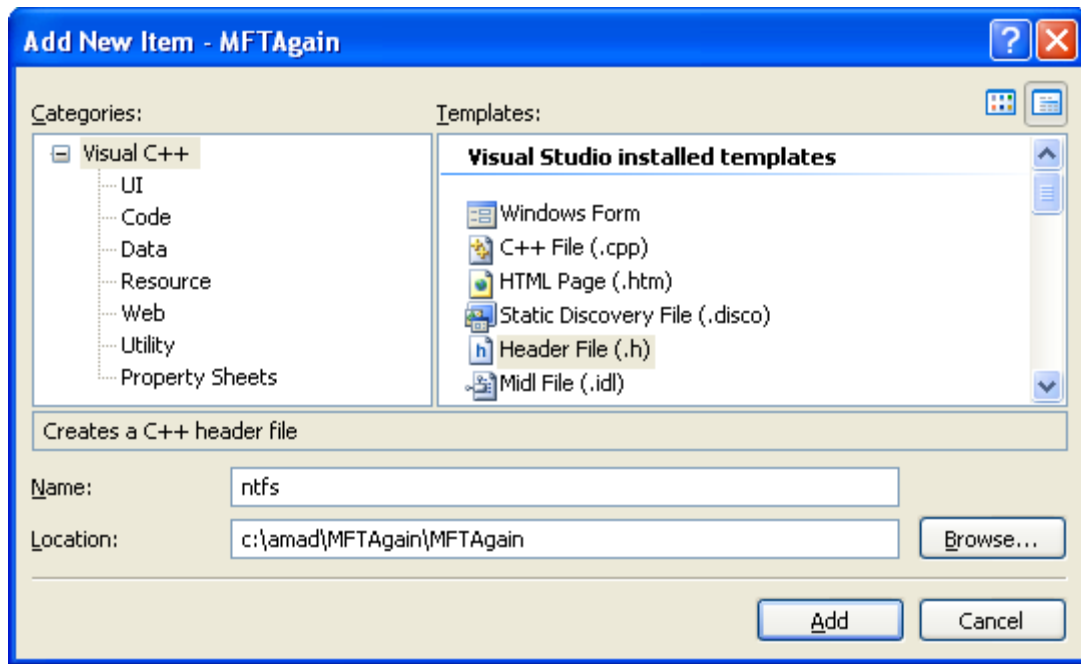 Add New Item - MFTAgain
Categories:
Templates:
Visual C++
UI
Code
Data
Resource
Web
Utility
Property Sheets
Visual Studio installed templates
Windows Form
C++ File (.cpp)
HTML Page (.htm)
Static Discovery File (.disco)
Header File (.h)
Midl File (.idl)
Creates a C++ header file
Name:
ntfs
Location:
c:\amad\MFTAgain\MFTAgain
Browse...
Add
Cancel